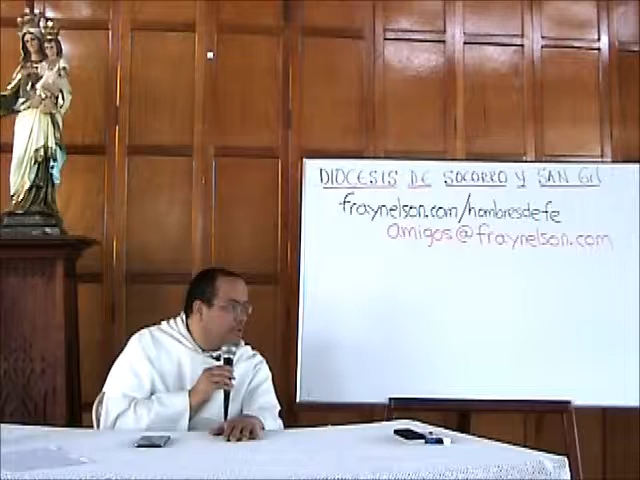 DIOCESIS DE SOCORRO Y SAN GIL
fraynelson.com/hombresdefe
amigos@fraynelson.com